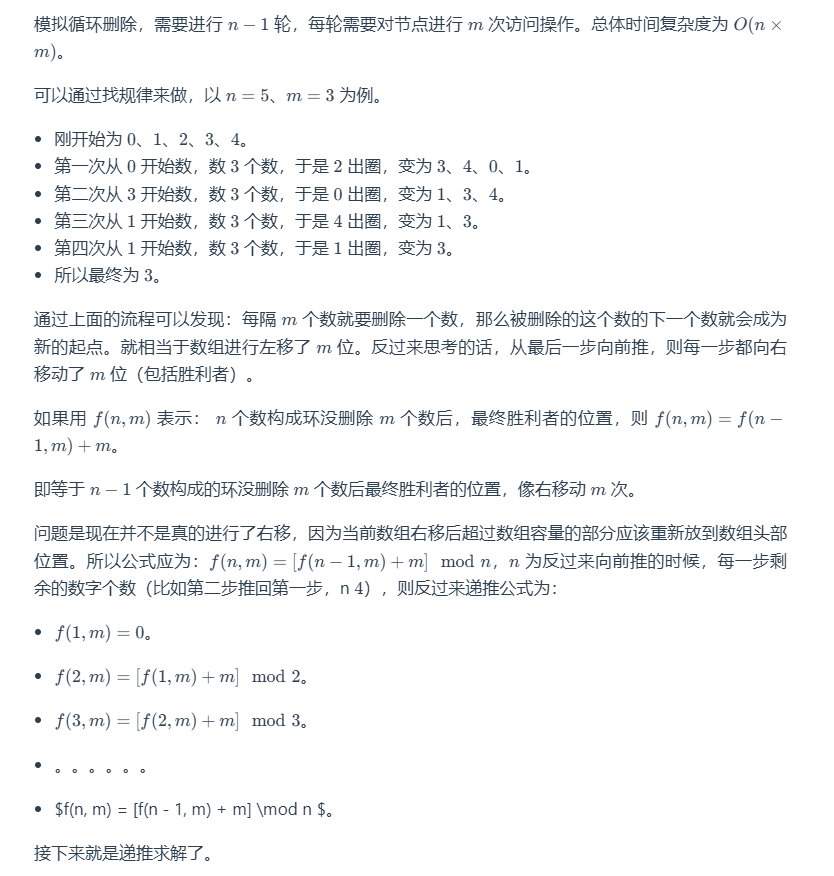 模拟循环删除，需要进行 n − 1 轮，每轮需要对节点进行 m 次访问操作。总体时间复杂度为 O(n ×
m)。
可以通过找规律来做，以 n = 5、m = 3 为例。
• 刚开始为 0、1、2、3、4。
• 第一次从 0 开始数，数 3 个数，于是 2 出圈，变为 3、4、0、1。
• 第二次从 3 开始数，数 3 个数，于是 0 出圈，变为 1、3、4。
• 第三次从 1 开始数，数 3 个数，于是 4 出圈，变为 1、3。
• 第四次从 1 开始数，数 3 个数，于是 1 出圈，变为 3。
• 所以最终为 3。
通过上面的流程可以发现：每隔 m 个数就要删除一个数，那么被删除的这个数的下一个数就会成为
新的起点。就相当于数组进行左移了 m 位。反过来思考的话，从最后一步向前推，则每一步都向右
移动了 m 位（包括胜利者）。
如果用 f(n, m) 表示： n 个数构成环没删除 m 个数后，最终胜利者的位置，则 f(n, m) = f(n −
1, m) + m。
即等于 n − 1 个数构成的环没删除 m 个数后最终胜利者的位置，像右移动 m 次。
问题是现在并不是真的进行了右移，因为当前数组右移后超过数组容量的部分应该重新放到数组头部
位置。所以公式应为：f(n, m) = [f(n − 1, m) + m] mod n，n 为反过来向前推的时候，每一步剩
余的数字个数（比如第二步推回第一步，n 4），则反过来递推公式为：
• f(1, m) = 0。
• f(2, m) = [f(1, m) + m] mod 2。
• f(3, m) = [f(2, m) + m] mod 3。
• 。。。。。。
• $f(n, m) = [f(n - 1, m) + m] \mod n $。
接下来就是递推求解了。